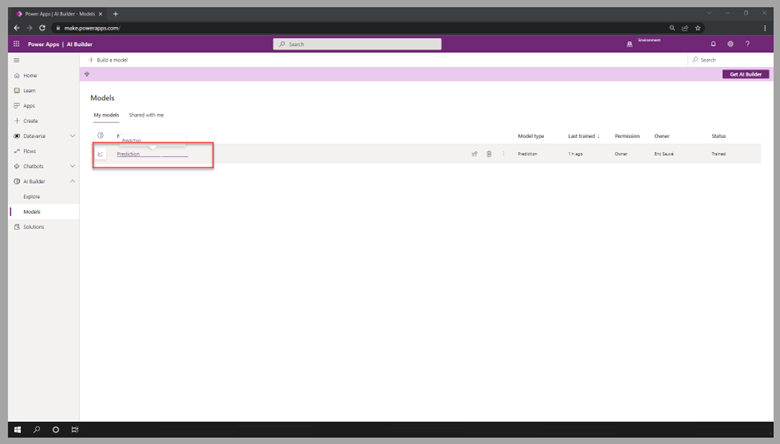 Power Apps | AI Builder - Models
make.powerapps.com/
Power Apps | AI Builder
Search
Environment
Build a model
Search
Get AI Builder
Home
Learn
Apps
Create
Dataverse
Flows
Chatbots
AI Builder
Explore
Models
Solutions
Models
My models Shared with me
Model type Last trained ↓ Permission Owner Status
Prediction
Prediction Prediction 1 h ago Owner Eric Sauvé Trained